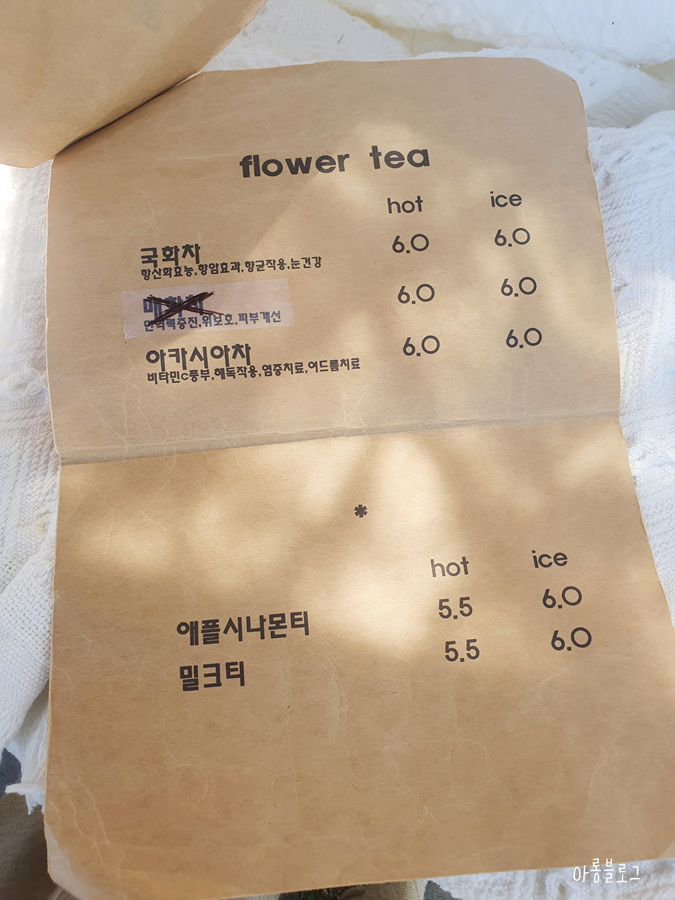 flower tea
hot ice
국화차 6.0 6.0
항산화효능,항암효과,항균작용,눈건강
6.0 6.0
면역력증진,위보호,피부개선
아카시아차 6.0 6.0
비타민c풍부,해독작용,염증치료,여드름치료
*
hot ice
애플시나몬티 5.5 6.0
밀크티 5.5 6.0
아롱블로그